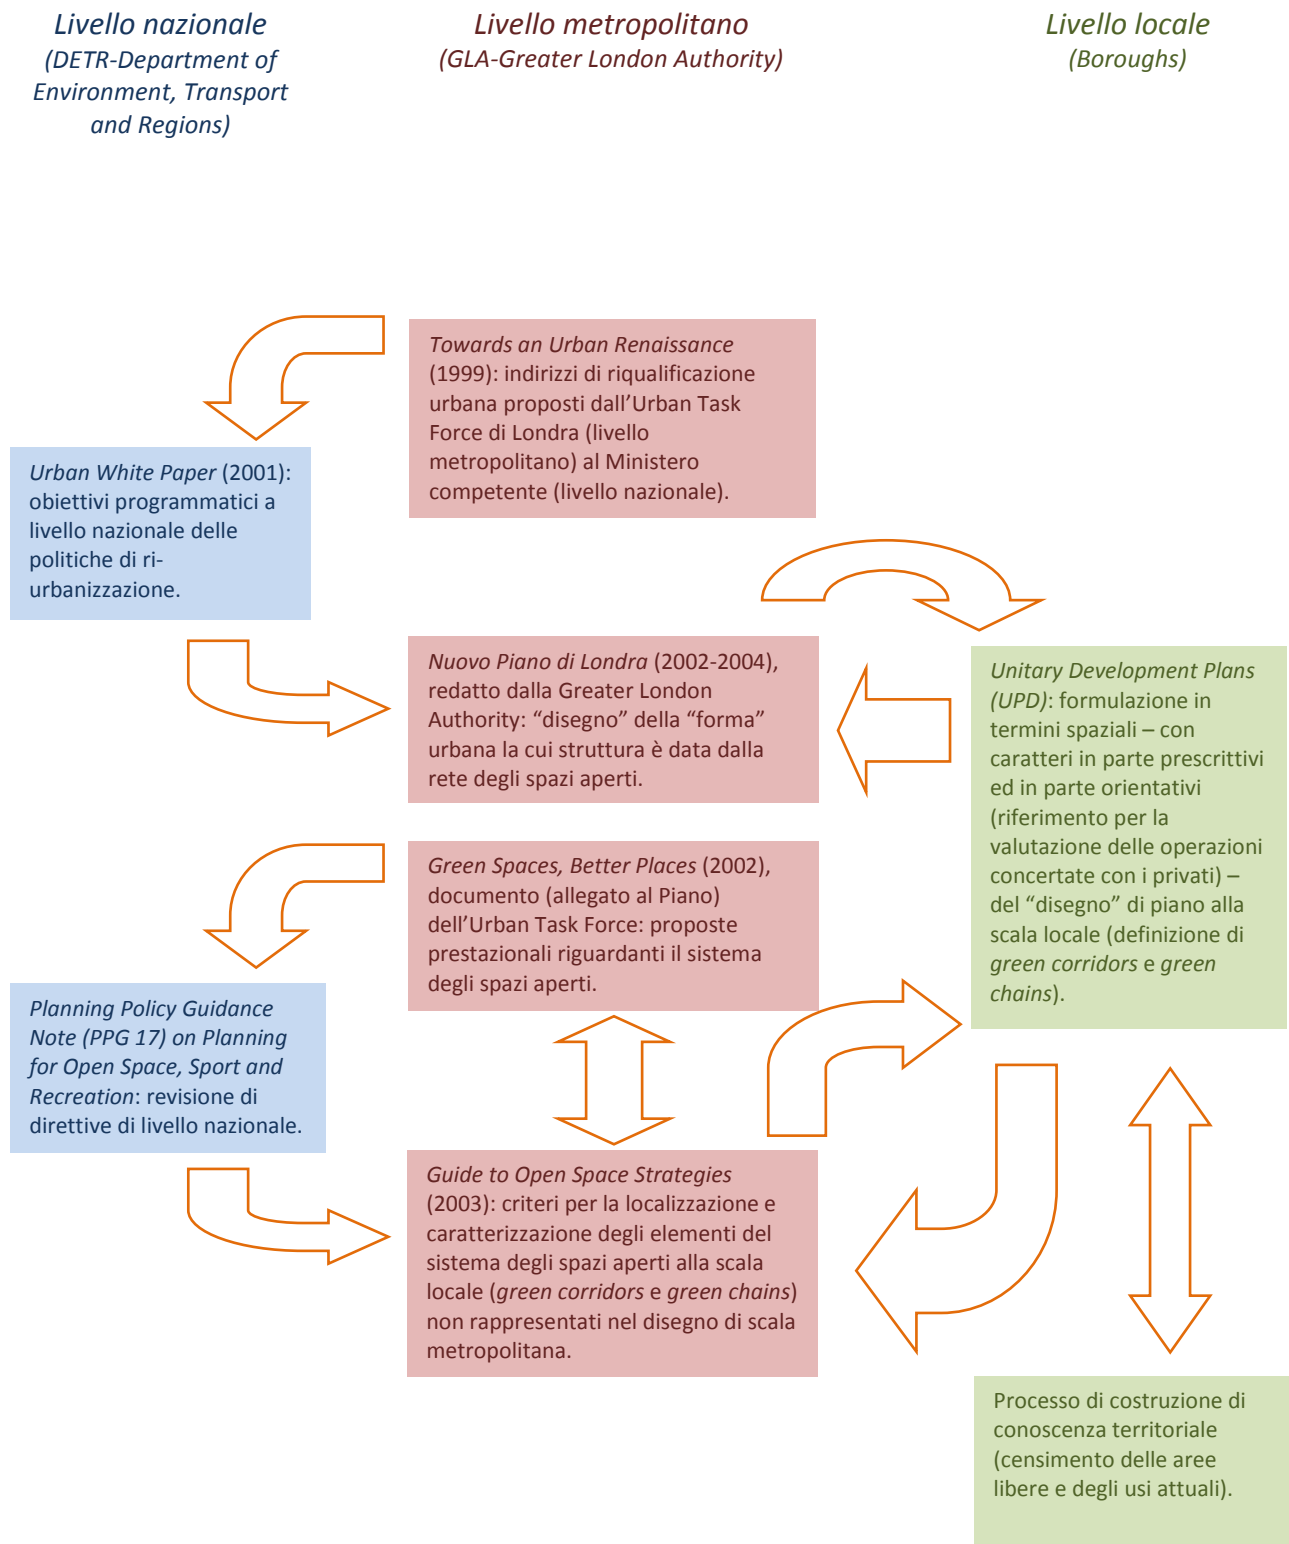 Livello nazionale
(DETR-Department of
Environment, Transport
and Regions)
Livello metropolitano
(GLA-Greater London Authority)
Livello locale
(Boroughs)
Towards an Urban Renaissance
(1999): indirizzi di riqualificazione
urbana proposti dall’Urban Task
Force di Londra (livello
metropolitano) al Ministero
competente (livello nazionale).
Urban White Paper (2001):
obiettivi programmatici a
livello nazionale delle
politiche di ri-
urbanizzazione.
Nuovo Piano di Londra (2002-2004),
redatto dalla Greater London
Authority: “disegno” della “forma”
urbana la cui struttura è data dalla
rete degli spazi aperti.
Unitary Development Plans
(UPD): formulazione in
termini spaziali – con
caratteri in parte prescrittivi
ed in parte orientativi
(riferimento per la
valutazione delle operazioni
concertate con i privati) –
del “disegno” di piano alla
scala locale (definizione di
green corridors e green
chains).
Green Spaces, Better Places (2002),
documento (allegato al Piano)
dell’Urban Task Force: proposte
prestazionali riguardanti il sistema
degli spazi aperti.
Planning Policy Guidance
Note (PPG 17) on Planning
for Open Space, Sport and
Recreation: revisione di
direttive di livello nazionale.
Guide to Open Space Strategies
(2003): criteri per la localizzazione e
caratterizzazione degli elementi del
sistema degli spazi aperti alla scala
locale (green corridors e green chains)
non rappresentati nel disegno di scala
metropolitana.
Processo di costruzione di
conoscenza territoriale
(censimento delle aree
libere e degli usi attuali).